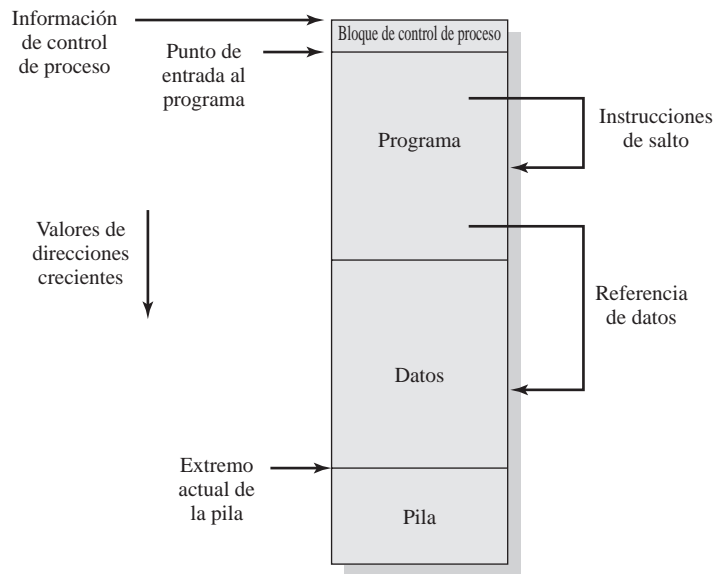 Información
de control
de proceso
Bloque de control de proceso
Punto de
entrada al
programa
Programa
Instrucciones
de salto
Valores de
direcciones
crecientes
Referencia
de datos
Datos
Extremo
actual de
la pila
Pila